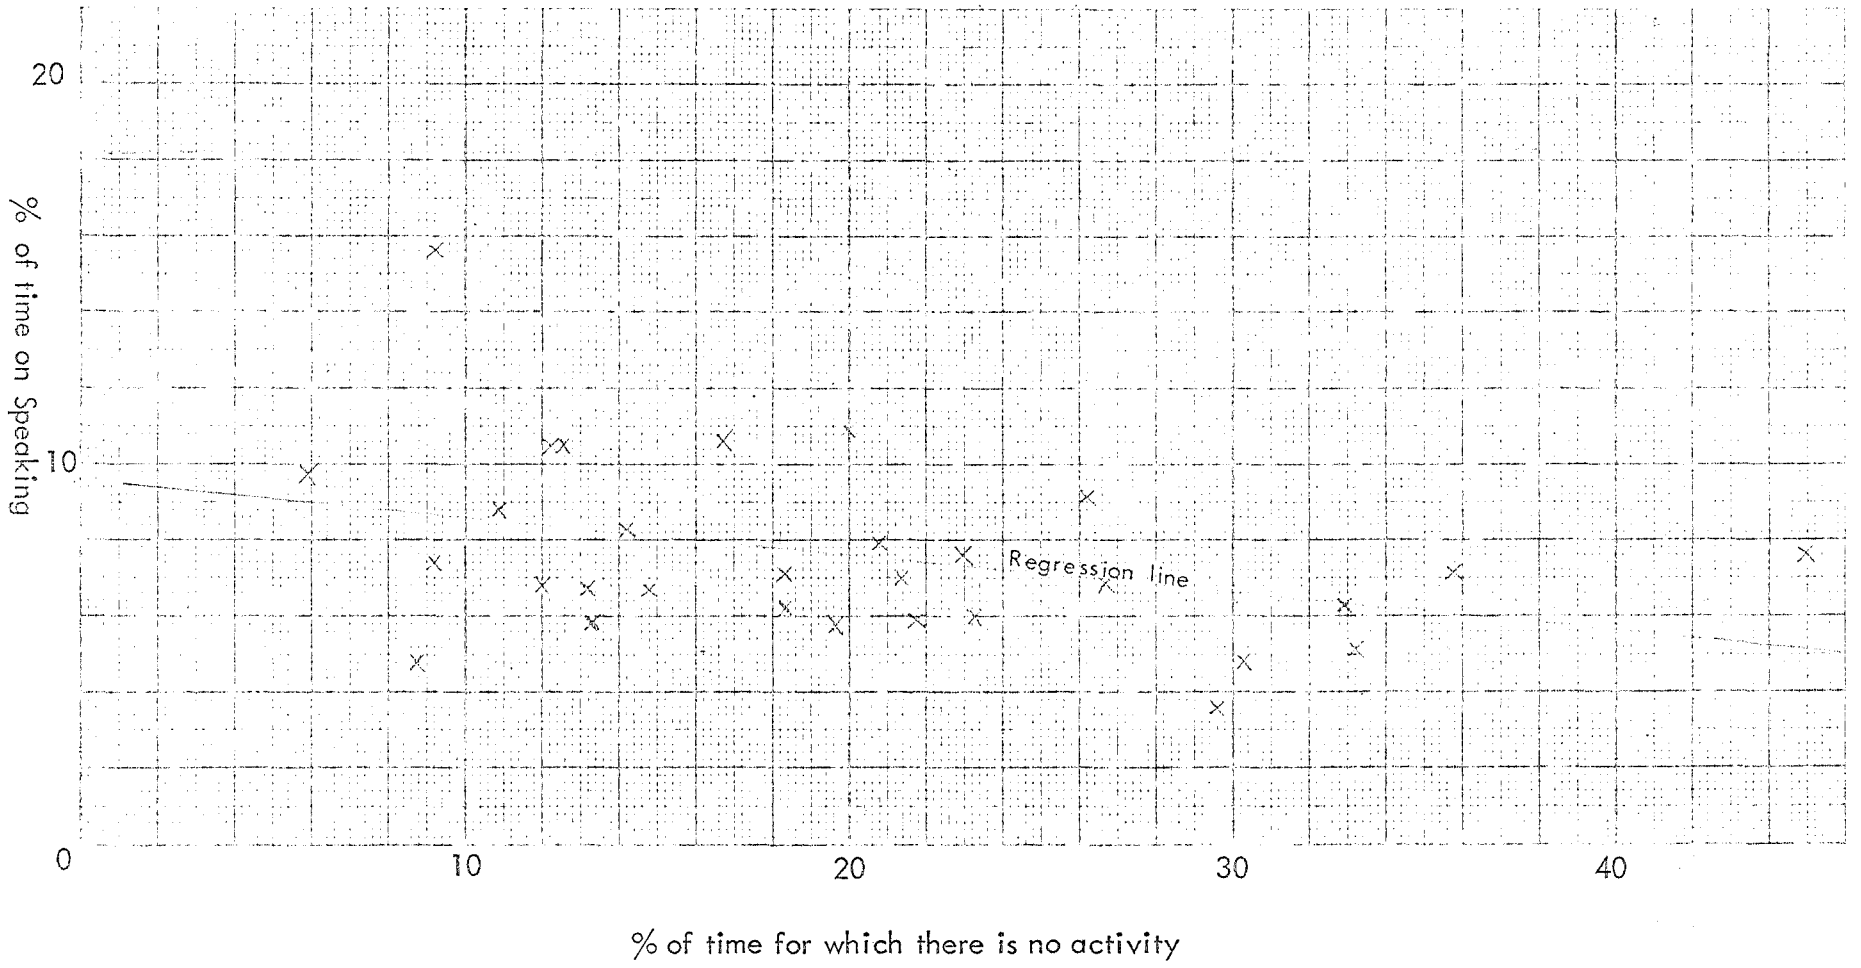 20
% of time on Speaking
10
Regression line
0
10
20
30
40
% of time for which there is no activity